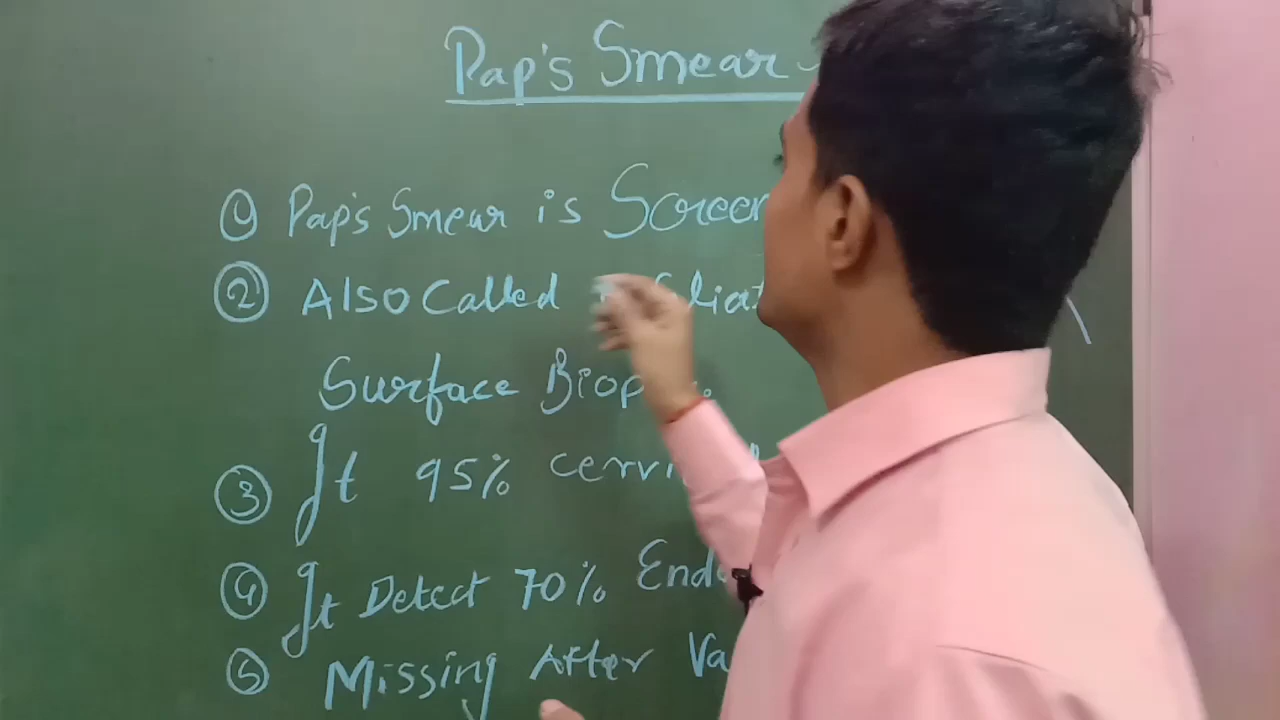 Pap's Smear
① Pap's Smear is Screen
② Also Called
Surface Biop
③ It 95% cervi
④ It Detect 70% Endo
⑤ Missing After Va